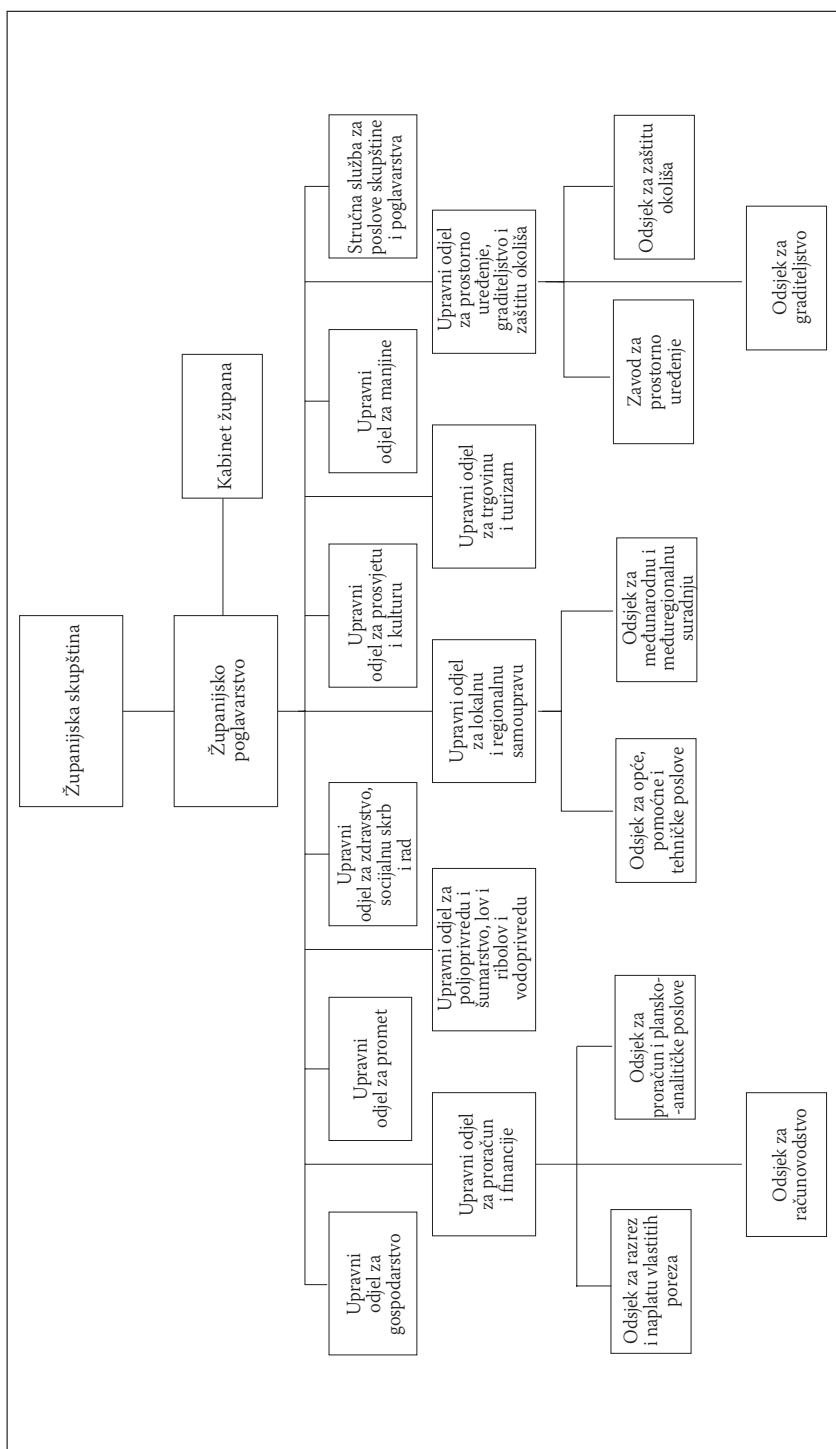 Županijska skupština
Županijsko
poglavarstvo
Kabinet župana
Upravni
odjel za
gospodarstvo
Upravni
odjel za promet
Upravni
odjel za zdravstvo,
socijalnu skrb
i rad
Upravni
odjel za prosvjetu
i kulturu
Upravni
odjel za manjine
Stručna služba za
poslove skupštine
i poglavarstva
Upravni odjel
za proračun
i financije
Upravni odjel za
poljoprivredu i
šumarstvo, lov i
ribolov i
vodoprivredu
Upravni odjel
za lokalnu
i regionalnu
samoupravu
Upravni odjel
za trgovinu
i turizam
Upravni odjel
za prostorno
uređenje,
graditeljstvo i
zaštitu okoliša
Odsjek za razrez
i naplatu vlastitih
poreza
Odsjek za
proračun i plansko-
-analitičke poslove
Odsjek za opće,
pomoćne i
tehničke poslove
Odsjek za
međunarodnu i
međuregionalnu
suradnju
Zavod za
prostorno
uređenje
Odsjek za zaštitu
okoliša
Odsjek za
računovodstvo
Odsjek za
graditeljstvo